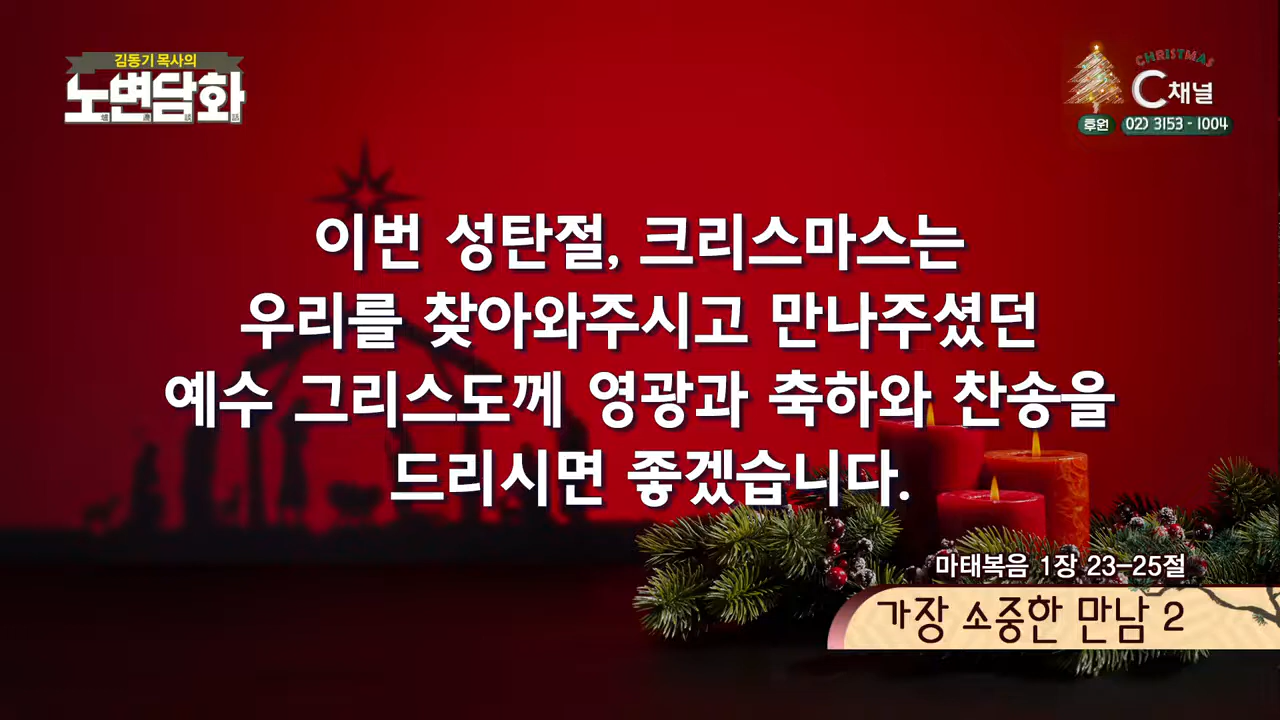 김동기 목사의
노변담화
CHRISTMAS
C채널
후원 02) 3153 - 1004
이번 성탄절, 크리스마스는
우리를 찾아와주시고 만나주셨던
예수 그리스도께 영광과 축하와 찬송을
드리시면 좋겠습니다.
마태복음 1장 23-25절
가장 소중한 만남 2